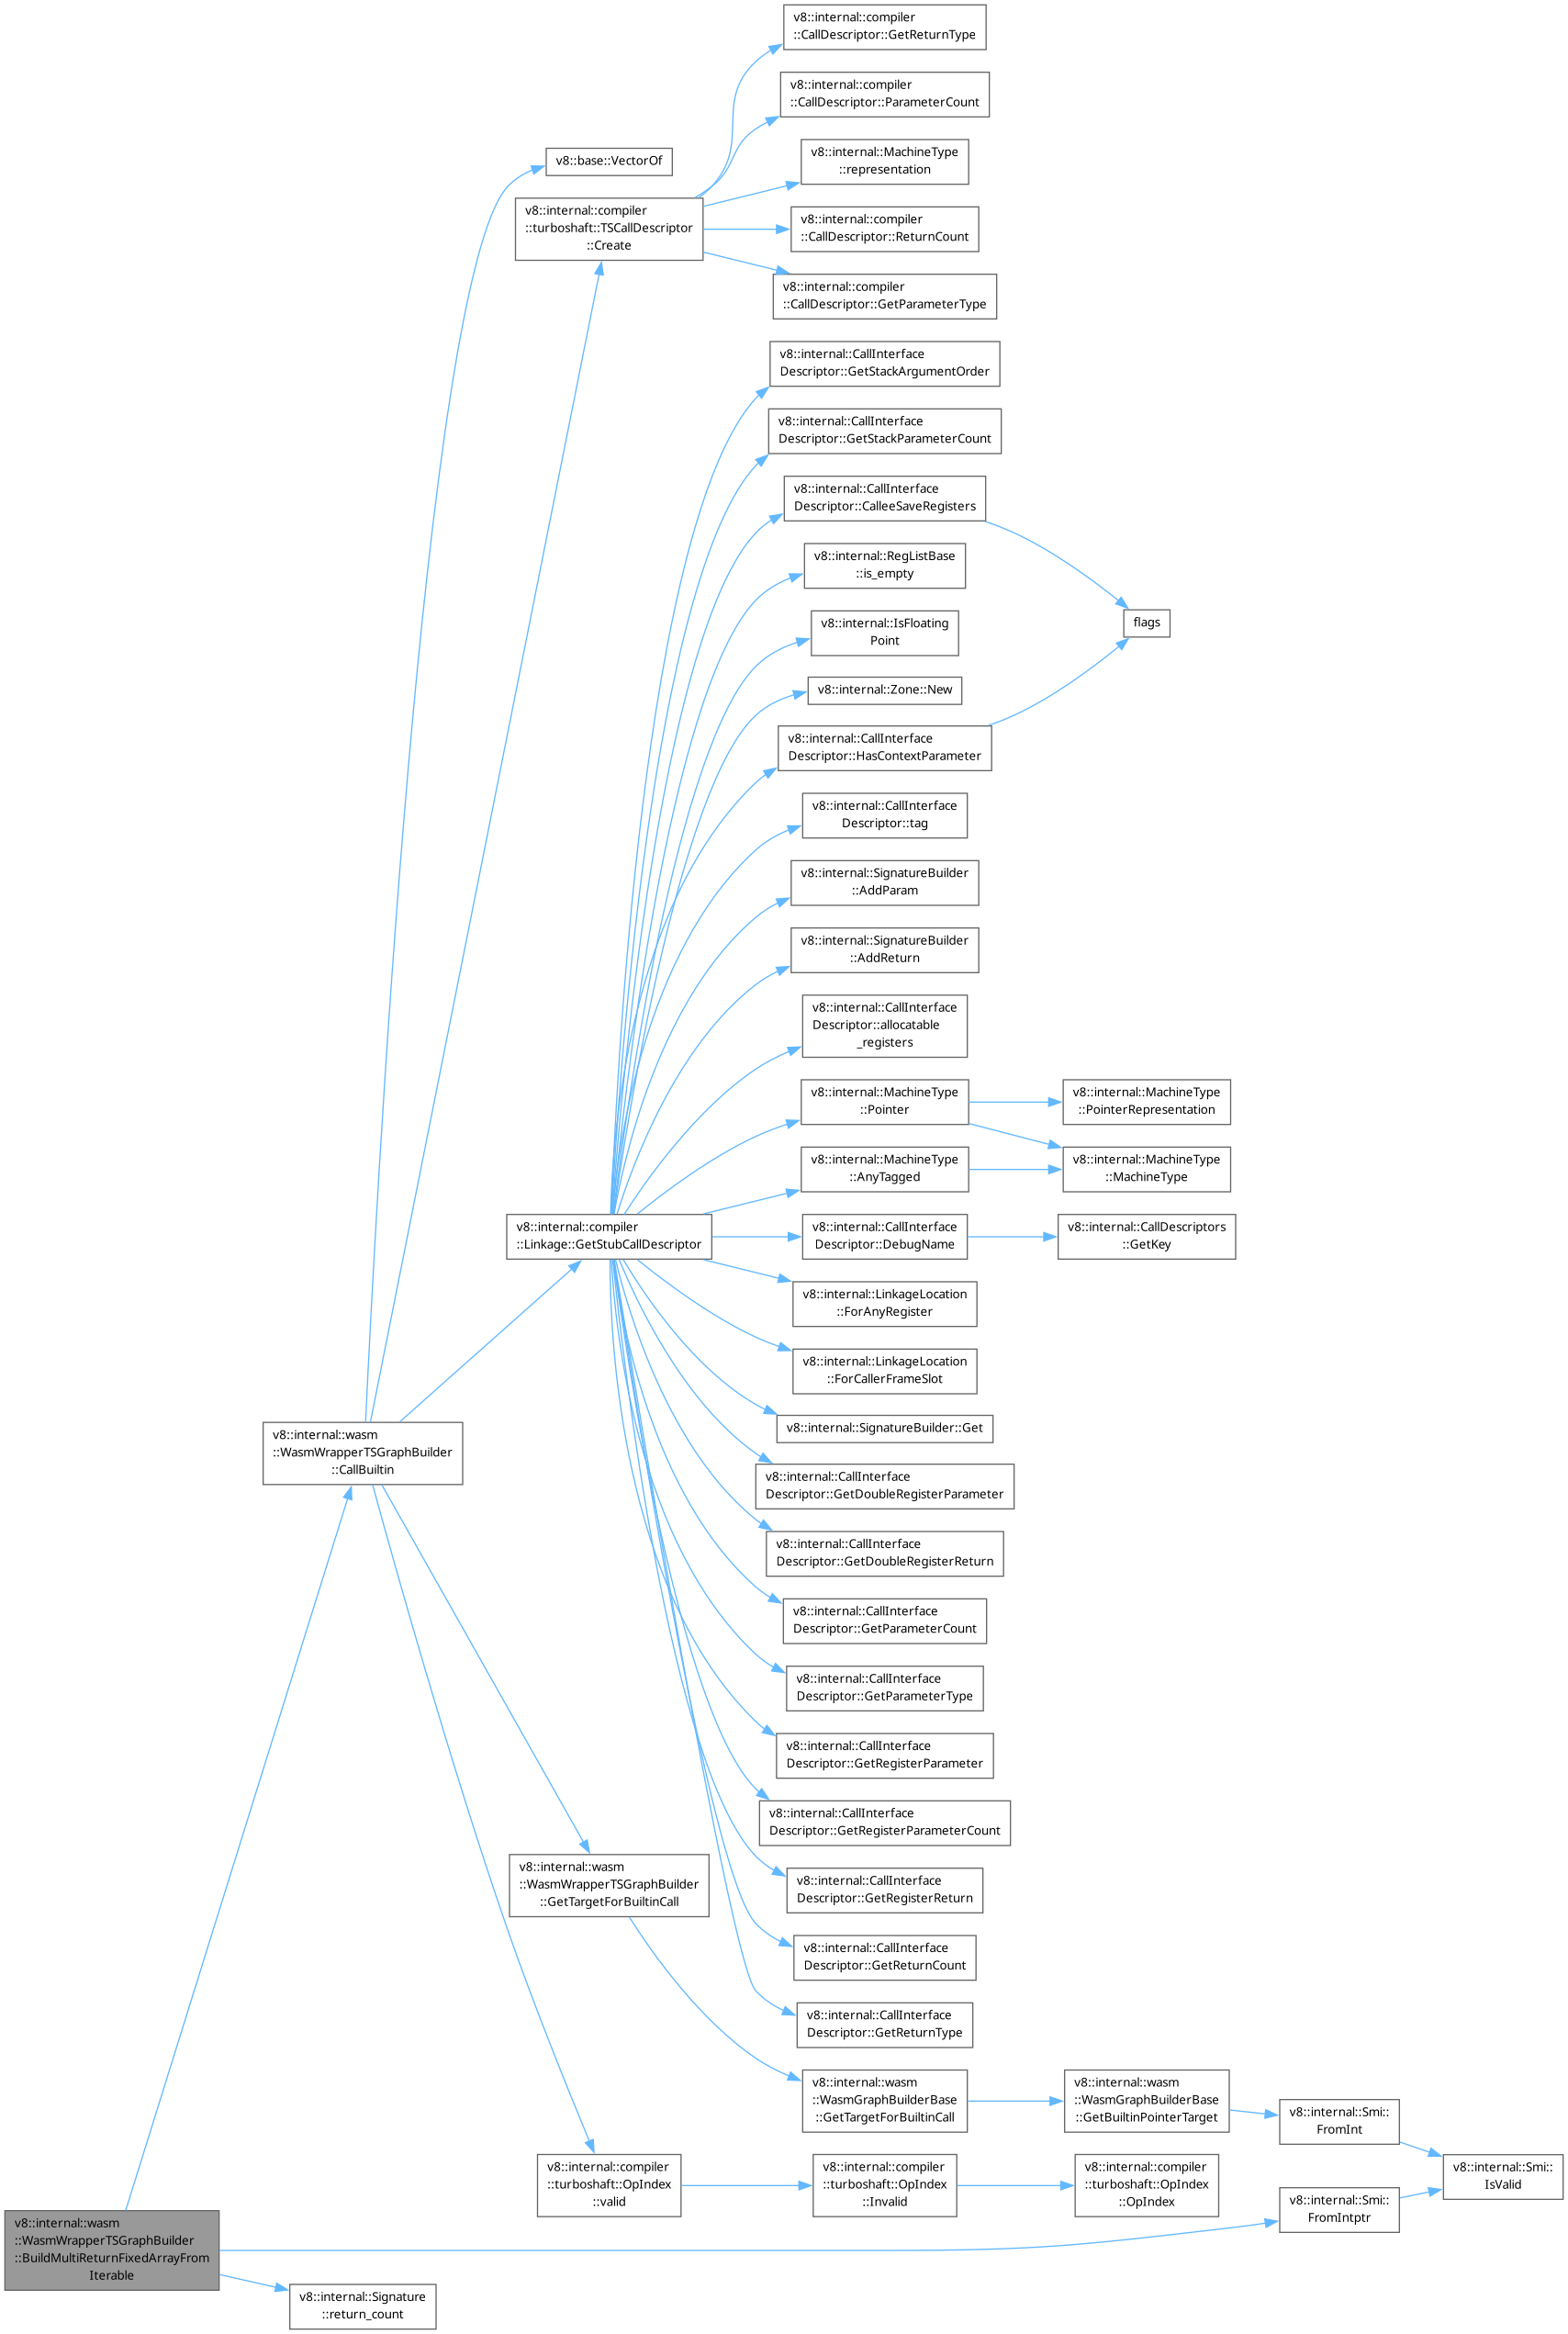 v8::internal::compiler
::CallDescriptor::GetReturnType
v8::internal::compiler
::CallDescriptor::ParameterCount
v8::internal::MachineType
::representation
v8::base::VectorOf
v8::internal::compiler
::turboshaft::TSCallDescriptor
::Create
v8::internal::compiler
::CallDescriptor::ReturnCount
v8::internal::compiler
::CallDescriptor::GetParameterType
v8::internal::CallInterface
Descriptor::GetStackArgumentOrder
v8::internal::CallInterface
Descriptor::GetStackParameterCount
v8::internal::CallInterface
Descriptor::CalleeSaveRegisters
v8::internal::RegListBase
::is_empty
v8::internal::IsFloating
Point
flags
v8::internal::Zone::New
v8::internal::CallInterface
Descriptor::HasContextParameter
v8::internal::CallInterface
Descriptor::tag
v8::internal::SignatureBuilder
::AddParam
v8::internal::SignatureBuilder
::AddReturn
v8::internal::CallInterface
Descriptor::allocatable
_registers
v8::internal::MachineType
::Pointer
v8::internal::MachineType
::PointerRepresentation
v8::internal::MachineType
::AnyTagged
v8::internal::MachineType
::MachineType
v8::internal::compiler
::Linkage::GetStubCallDescriptor
v8::internal::CallInterface
Descriptor::DebugName
v8::internal::CallDescriptors
::GetKey
v8::internal::LinkageLocation
::ForAnyRegister
v8::internal::LinkageLocation
::ForCallerFrameSlot
v8::internal::SignatureBuilder::Get
v8::internal::wasm
::WasmWrapperTSGraphBuilder
::CallBuiltin
v8::internal::CallInterface
Descriptor::GetDoubleRegisterParameter
v8::internal::CallInterface
Descriptor::GetDoubleRegisterReturn
v8::internal::CallInterface
Descriptor::GetParameterCount
v8::internal::CallInterface
Descriptor::GetParameterType
v8::internal::CallInterface
Descriptor::GetRegisterParameter
v8::internal::CallInterface
Descriptor::GetRegisterParameterCount
v8::internal::wasm
::WasmWrapperTSGraphBuilder
::GetTargetForBuiltinCall
v8::internal::CallInterface
Descriptor::GetRegisterReturn
v8::internal::CallInterface
Descriptor::GetReturnCount
v8::internal::CallInterface
Descriptor::GetReturnType
v8::internal::wasm
::WasmGraphBuilderBase
::GetTargetForBuiltinCall
v8::internal::wasm
::WasmGraphBuilderBase
::GetBuiltinPointerTarget
v8::internal::Smi::
FromInt
v8::internal::compiler
::turboshaft::OpIndex
::valid
v8::internal::compiler
::turboshaft::OpIndex
::Invalid
v8::internal::compiler
::turboshaft::OpIndex
::OpIndex
v8::internal::Smi::
IsValid
v8::internal::Smi::
FromIntptr
v8::internal::wasm
::WasmWrapperTSGraphBuilder
::BuildMultiReturnFixedArrayFrom
Iterable
v8::internal::Signature
::return_count